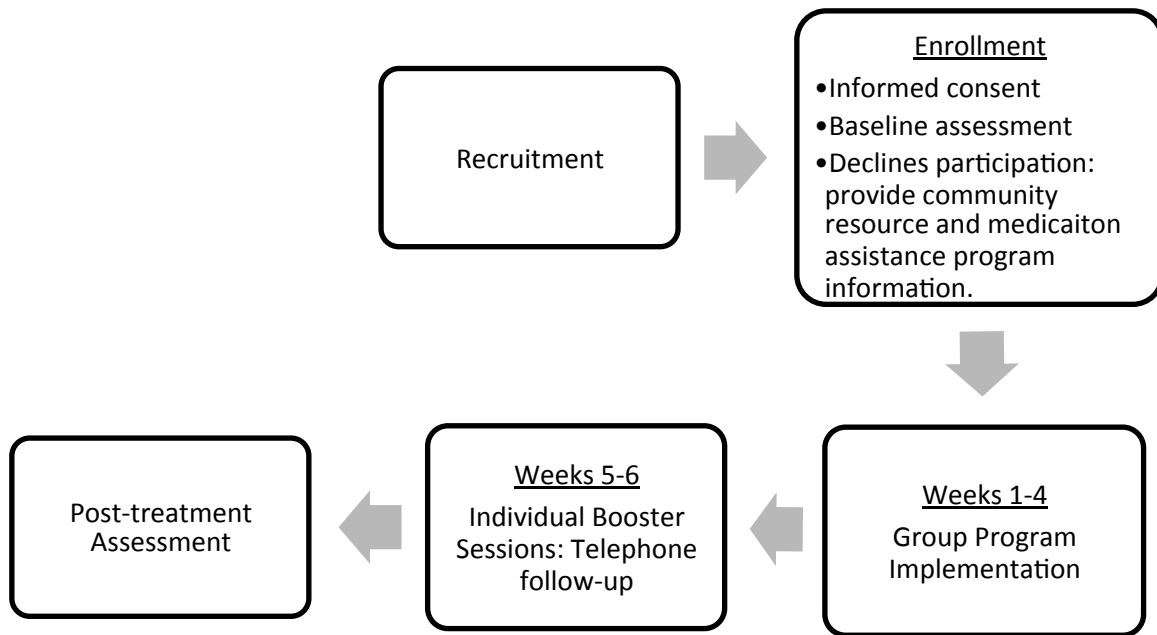 Recruitment
Enrollment
•Informed consent
•Baseline assessment
•Declines participation:
provide community
resource and medicaiton
assistance program
information.
Weeks 1-4
Group Program
Implementation
Weeks 5-6
Individual Booster
Sessions: Telephone
follow-up
Post-treatment
Assessment